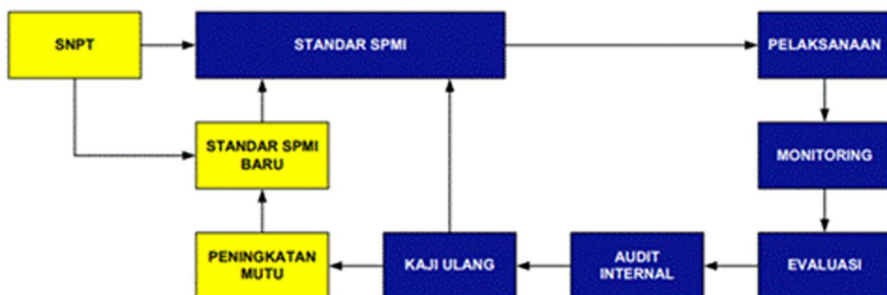 SNPT
STANDAR SPMI
PELAKSANAAN
STANDAR SPMI
BARU
MONITORING
PENINGKATAN
MUTU
KAJI ULANG
AUDIT
INTERNAL
EVALUASI